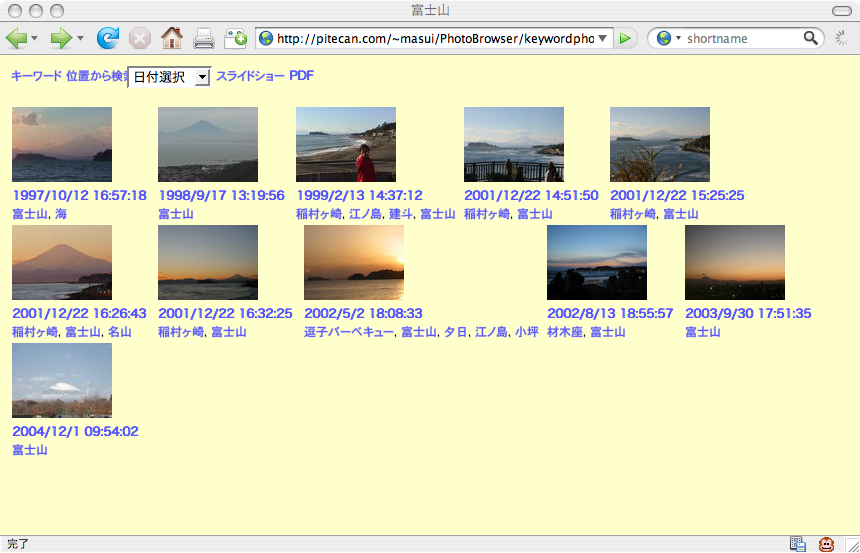 富士山
http://pitecan.com/~masui/PhotoBrowser/keywordpho
shortname
キーワード 位置から検索 日付選択 スライドショー PDF
1997/10/12 16:57:18 1998/9/17 13:19:56 1999/2/13 14:37:12 2001/12/22 14:51:50 2001/12/22 15:25:25
富士山, 海 富士山 稲村ヶ崎, 江ノ島, 建斗, 富士山 稲村ヶ崎, 富士山 稲村ヶ崎, 富士山
2001/12/22 16:26:43 2001/12/22 16:32:25 2002/5/2 18:08:33 2002/8/13 18:55:57 2003/9/30 17:51:35
稲村ヶ崎, 富士山, 名山 稲村ヶ崎, 富士山 逗子バーベキュー, 富士山, 夕日, 江ノ島, 小坪 材木座, 富士山 富士山
2004/12/1 09:54:02
富士山
完了